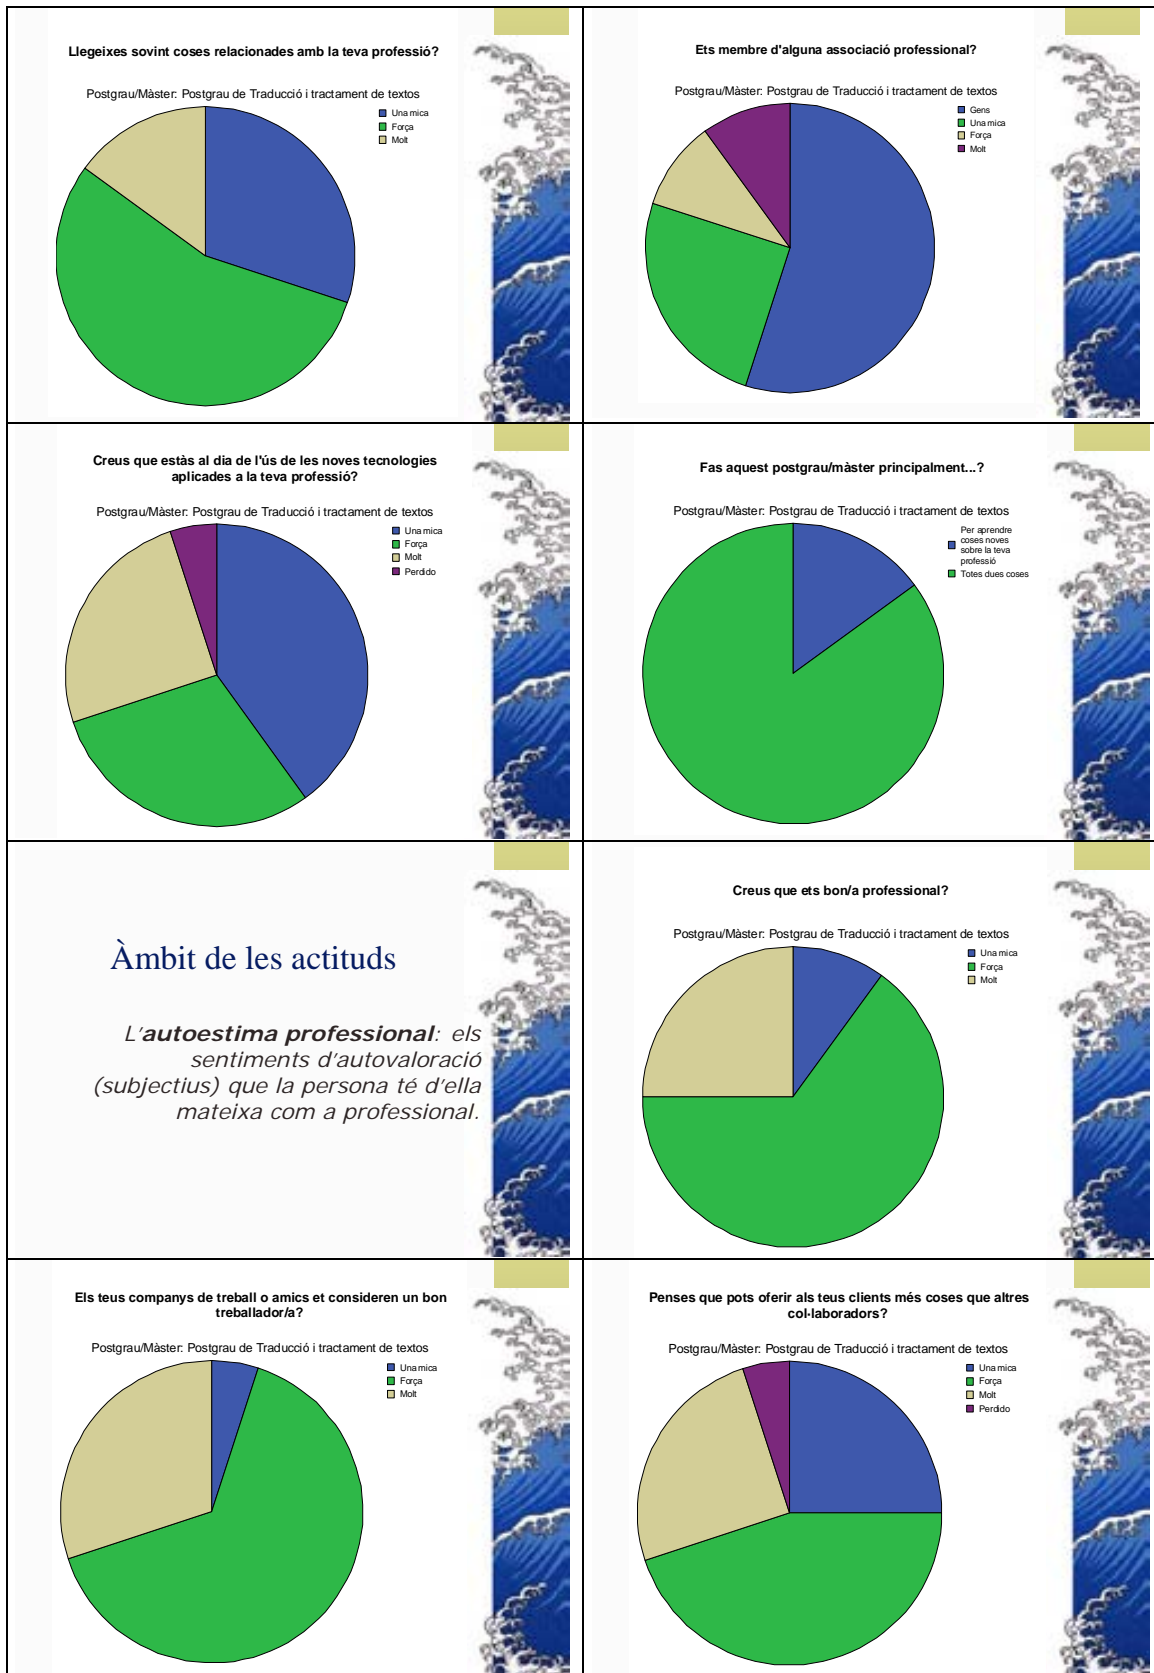 Llegeixes sovint coses relacionades amb la teva professió?
Postgrau/Màster: Postgrau de Traducció i tractament de textos
Una mica
Força
Molt
Ets membre d'alguna associació professional?
Postgrau/Màster: Postgrau de Traducció i tractament de textos
Gens
Una mica
Força
Molt
Creus que estàs al dia de l'ús de les noves tecnologies
aplicades a la teva professió?
Postgrau/Màster: Postgrau de Traducció i tractament de textos
Una mica
Força
Molt
Perdido
Fas aquest postgrau/màster principalment...?
Postgrau/Màster: Postgrau de Traducció i tractament de textos
Per aprendre
coses noves
sobre la teva
professió
Totes dues coses
Àmbit de les actituds
L'autoestima professional: els
sentiments d'autovaloració
(subjectius) que la persona té d'ella
mateixa com a professional.
Creus que ets bon/a professional?
Postgrau/Màster: Postgrau de Traducció i tractament de textos
Una mica
Força
Molt
Els teus companys de treball o amics et consideren un bon
treballador/a?
Postgrau/Màster: Postgrau de Traducció i tractament de textos
Una mica
Força
Molt
Penses que pots oferir als teus clients més coses que altres
col·laboradors?
Postgrau/Màster: Postgrau de Traducció i tractament de textos
Una mica
Força
Molt
Perdido